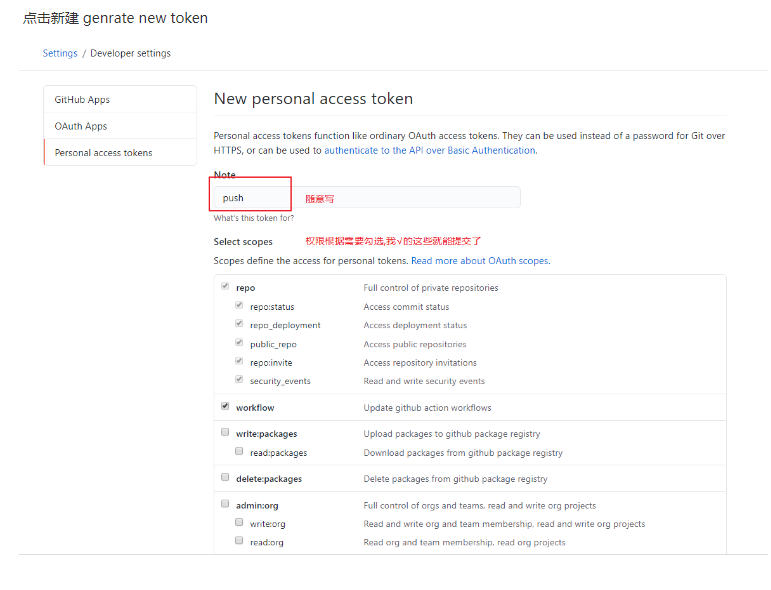 点击新建 genrate new token
Settings / Developer settings
GitHub Apps
OAuth Apps
Personal access tokens
New personal access token
Personal access tokens function like ordinary OAuth access tokens. They can be used instead of a password for Git over
HTTPS, or can be used to authenticate to the API over Basic Authentication.
Note
push 随意写
What's this token for?
Select scopes 权限根据需要勾选,我√的这些就能提交了
Scopes define the access for personal tokens. Read more about OAuth scopes.
repo Full control of private repositories
repo:status Access commit status
repo_deployment Access deployment status
public_repo Access public repositories
repo:invite Access repository invitations
security_events Read and write security events
workflow Update github action workflows
write:packages Upload packages to github package registry
read:packages Download packages from github package registry
delete:packages Delete packages from github package registry
admin:org Full control of orgs and teams, read and write org projects
write:org Read and write org and team membership, read and write org projects
read:org Read org and team membership, read org projects